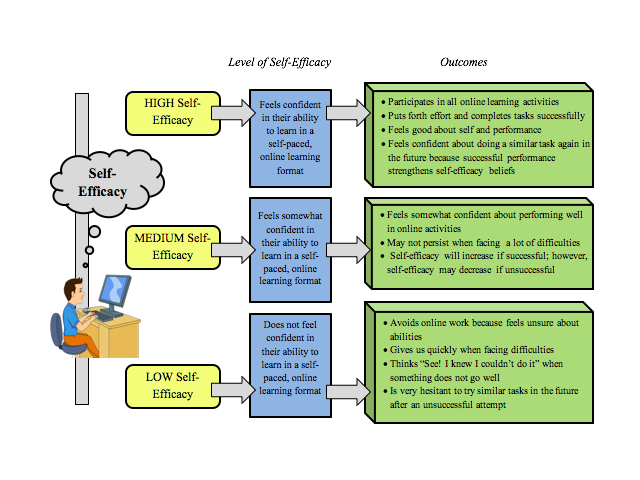 Level of Self-Efficacy
Outcomes
Self-
Efficacy
HIGH Self-
Efficacy
Feels confident
in their ability
to learn in a
self-paced,
online learning
format
• Participates in all online learning activities
• Puts forth effort and completes tasks successfully
• Feels good about self and performance
• Feels confident about doing a similar task again in
the future because successful performance
strengthens self-efficacy beliefs
MEDIUM Self-
Efficacy
Feels somewhat
confident in
their ability to
learn in a self-
paced, online
learning format
• Feels somewhat confident about performing well
in online activities
• May not persist when facing a lot of difficulties
• Self-efficacy will increase if successful; however,
self-efficacy may decrease if unsuccessful
LOW Self-
Efficacy
Does not feel
confident in
their ability to
learn in a self-
paced, online
learning format
• Avoids online work because feels unsure about
abilities
• Gives us quickly when facing difficulties
• Thinks “See! I knew I couldn’t do it” when
something does not go well
• Is very hesitant to try similar tasks in the future
after an unsuccessful attempt